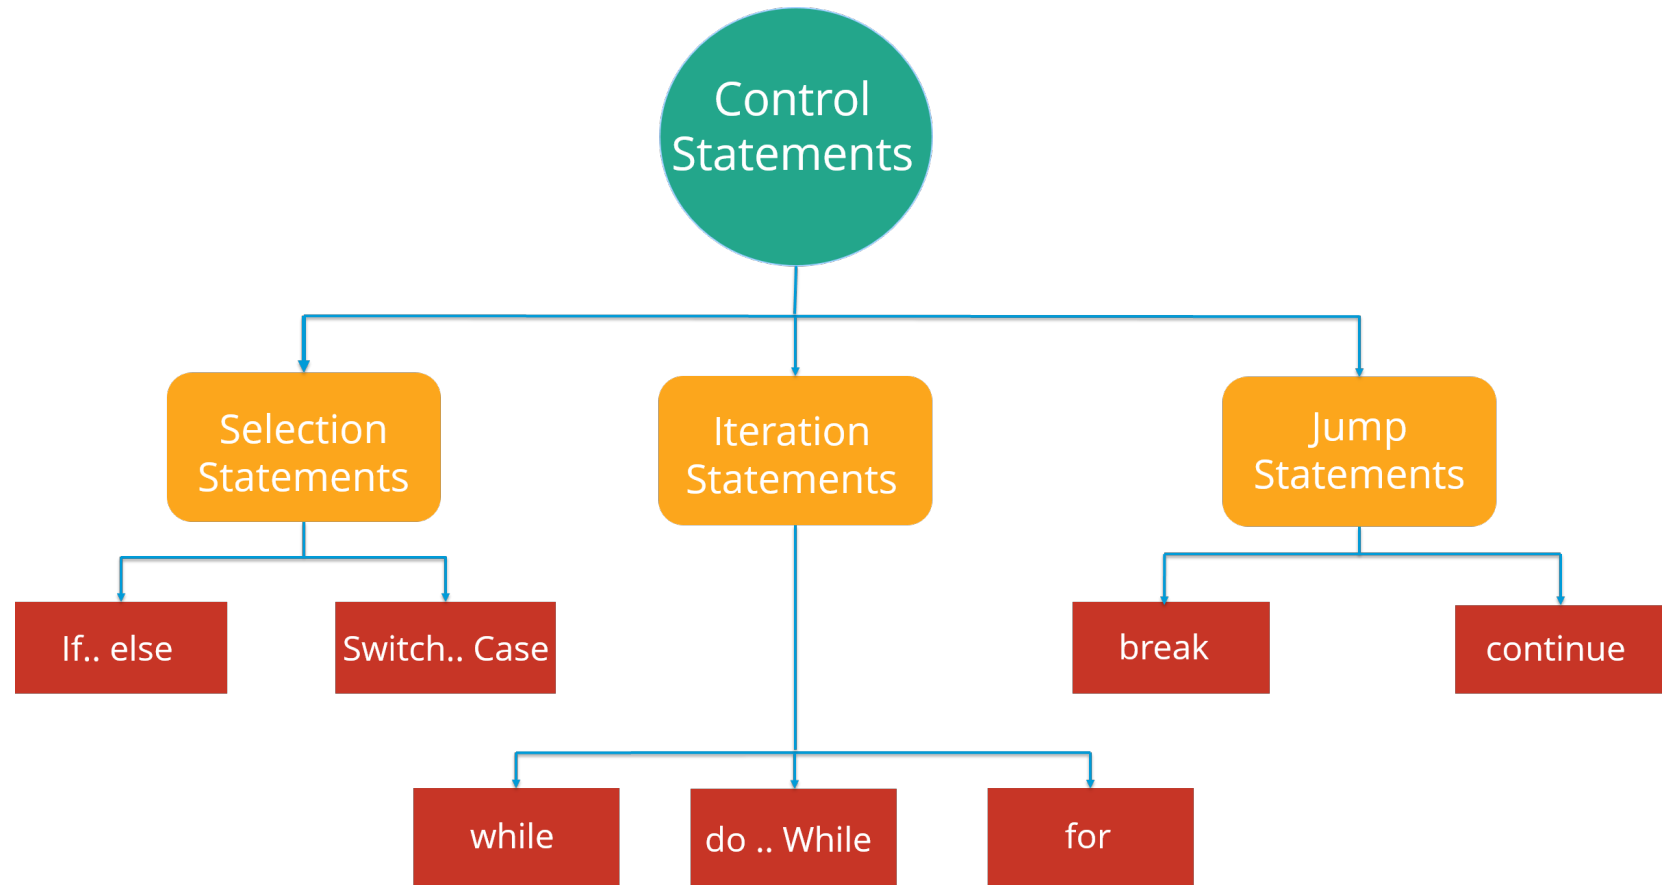 Control
Statements
Selection
Statements
Iteration
Statements
Jump
Statements
If.. else
Switch.. Case
break
continue
while
do .. While
for